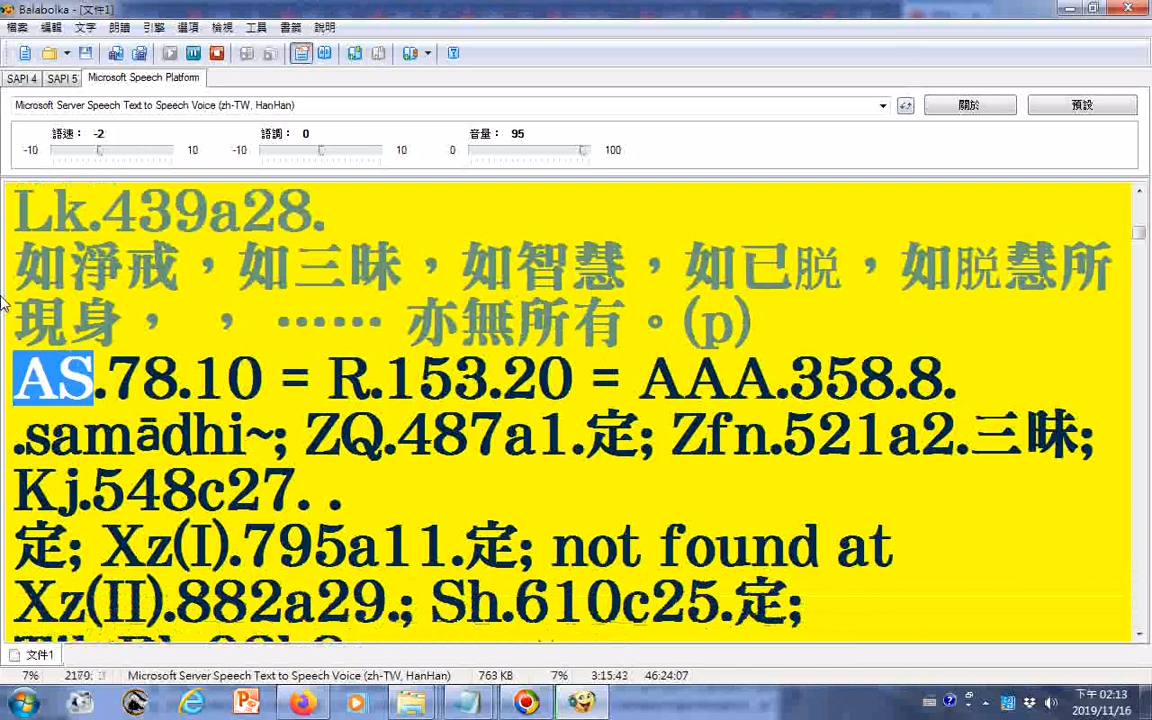 Balabolka - [文件1]
檔案 編輯 文字 朗讀 引擎 選項 檢視 工具 書籤 說明
SAPI 4 SAPI 5 Microsoft Speech Platform
Microsoft Server Speech Text to Speech Voice (zh-TW, HanHan) 關於 預設
語速： -2 語調： 0 音量： 95
-10 10 -10 10 0 100
Lk.439a28.
如淨戒，如三昧，如智慧，如已脱，如脱慧所
現身， ， …… 亦無所有。(p)
AS.78.10 = R.153.20 = AAA.358.8.
.samādhi~; ZQ.487a1.定; Zfn.521a2.三昧;
Kj.548c27. .
定; Xz(I).795a11.定; not found at
Xz(II).882a29.; Sh.610c25.定;
文件1
7% Microsoft Server Speech Text to Speech Voice (zh-TW, HanHan) 763 KB 7% 3:15:43 46:24:07
下午 02:13
2019/11/16